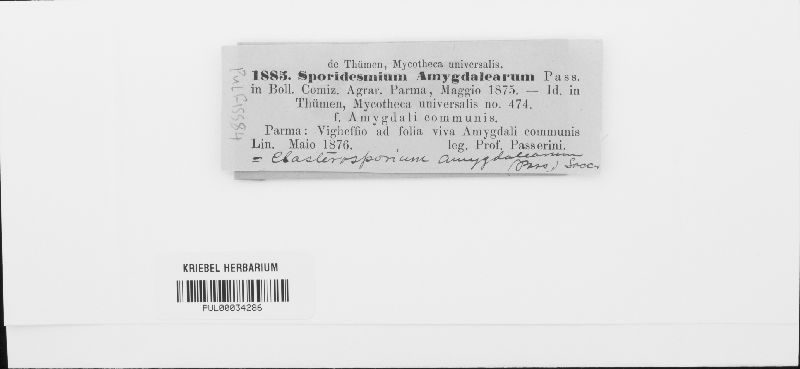 de Thümen, Mycotheca universalis.
1885. Sporidesmium Amygdalearum Pass.
in Boll. Comiz. Agrar. Parma, Maggio 1875. — Id. in
Thümen, Mycotheca universalis no. 474.
f. Amygdali communis.
Parma: Vigheffio ad folia viva Amygdali communis
Lin. Maio 1876. leg. Prof. Passerini.
= Clasterosporium amygdalearum
(Pass.) Sacc.
KRIEBEL HERBARIUM
PUL00034286